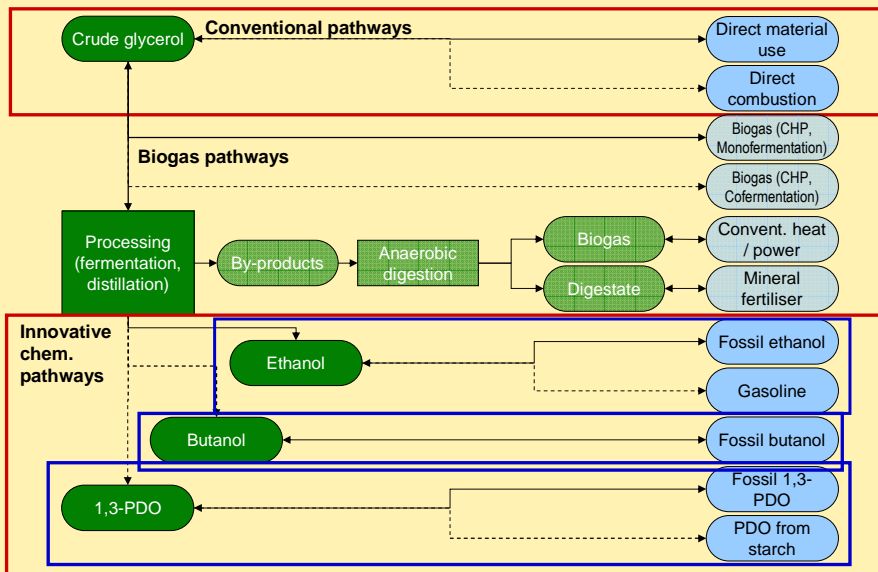 Conventional pathways
Crude glycerol
Direct material
use
Direct
combustion
Biogas pathways
Biogas (CHP,
Monofermentation)
Biogas (CHP,
Cofermentation)
Processing
(fermentation,
distillation)
By-products
Anaerobic
digestion
Biogas
Convent. heat
/ power
Digestate
Mineral
fertiliser
Innovative
chem.
pathways
Ethanol
Fossil ethanol
Gasoline
Butanol
Fossil butanol
1,3-PDO
Fossil 1,3-
PDO
PDO from
starch